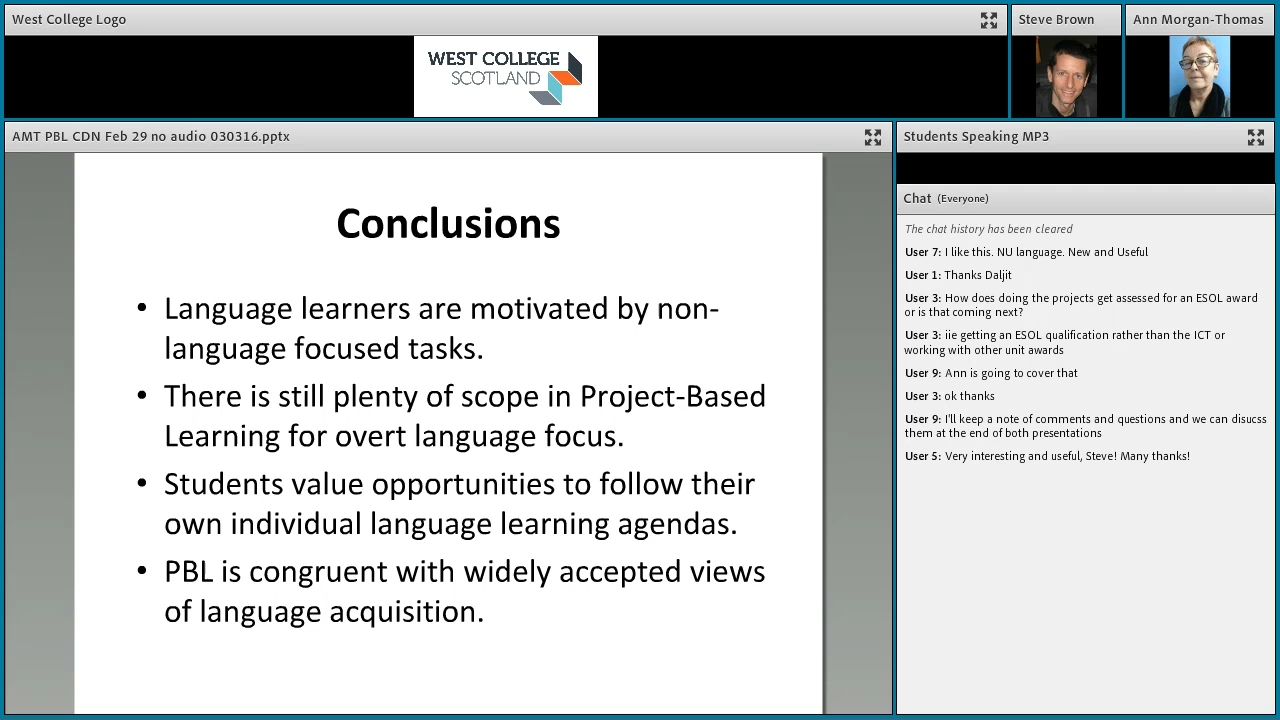 West College Logo
Steve Brown
Ann Morgan-Thomas
WEST COLLEGE
SCOTLAND
AMT PBL CDN Feb 29 no audio 030316.pptx
Conclusions
• Language learners are motivated by non-
language focused tasks.
• There is still plenty of scope in Project-Based
Learning for overt language focus.
• Students value opportunities to follow their
own individual language learning agendas.
• PBL is congruent with widely accepted views
of language acquisition.
Students Speaking MP3
Chat (Everyone)
The chat history has been cleared
User 7: I like this. NU language. New and Useful
User 1: Thanks Daljit
User 3: How does doing the projects get assessed for an ESOL award
or is that coming next?
User 3: iie getting an ESOL qualification rather than the ICT or
working with other unit awards
User 9: Ann is going to cover that
User 3: ok thanks
User 9: I'll keep a note of comments and questions and we can disucss
them at the end of both presentations
User 5: Very interesting and useful, Steve! Many thanks!